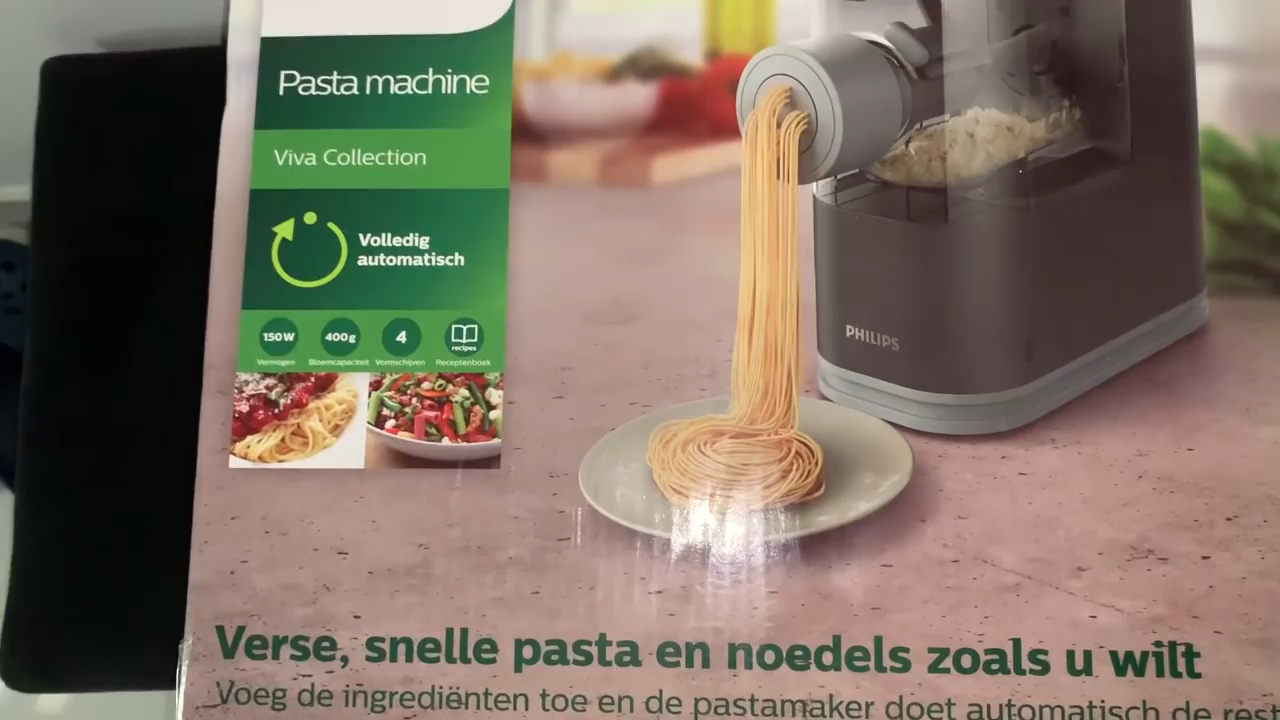 Pasta machine
Viva Collection
Volledig
automatisch
150W
400g
4
recipes
Vermogen
Bloemcapaciteit
Vormschijven
Receptenboek
PHILIPS
Verse, snelle pasta en noedels zoals u wilt
Voeg de ingrediënten toe en de pastamaker doet automatisch de rest